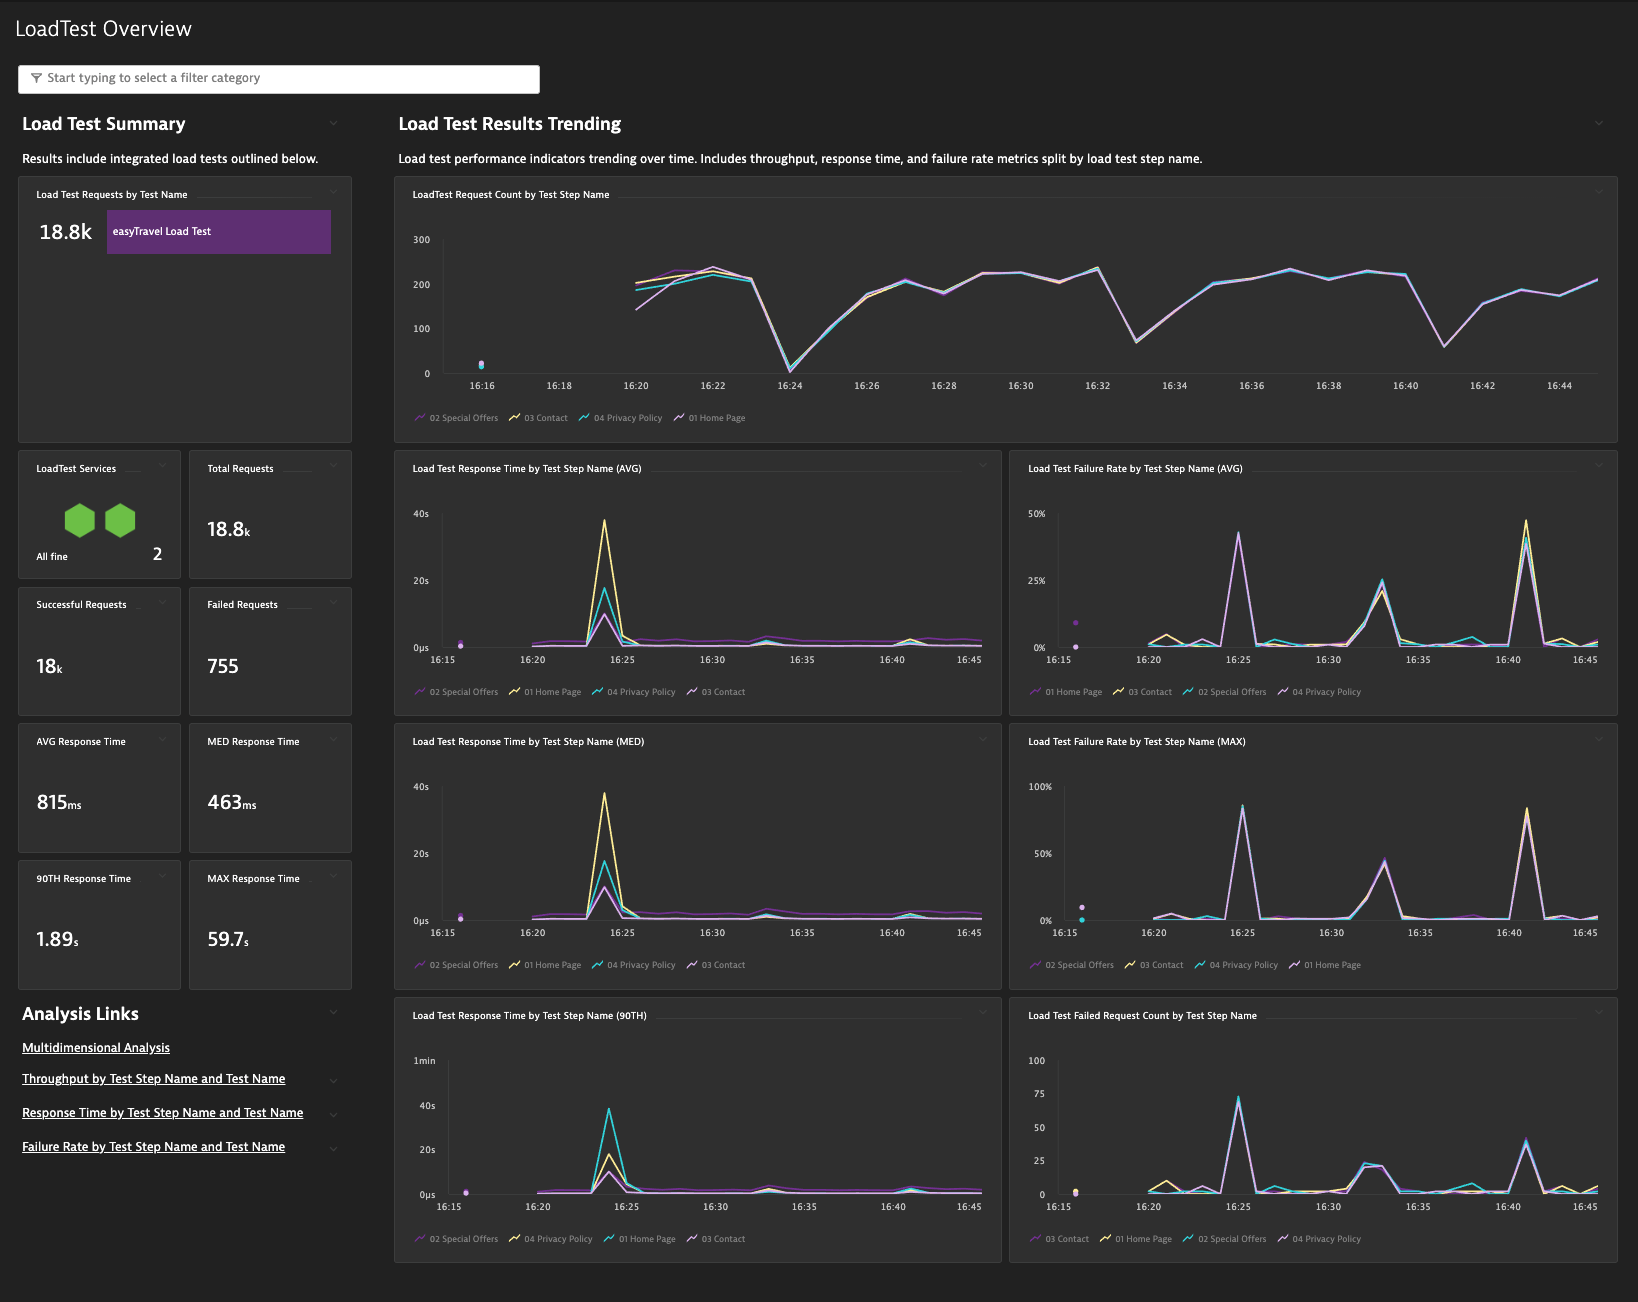 LoadTest Overview
Start typing to select a filter category
Load Test Summary
Results include integrated load tests outlined below.
Load Test Requests by Test Name
18.8k
easyTravel Load Test
LoadTest Services
All fine
2
Total Requests
18.8k
Successful Requests
18k
Failed Requests
755
AVG Response Time
815ms
MED Response Time
463ms
90TH Response Time
1.89s
MAX Response Time
59.7s
Analysis Links
Multidimensional Analysis
Throughput by Test Step Name and Test Name
Response Time by Test Step Name and Test Name
Failure Rate by Test Step Name and Test Name
Load Test Results Trending
Load test performance indicators trending over time. Includes throughput, response time, and failure rate metrics split by load test step name.
LoadTest Request Count by Test Step Name
300
200
100
0
16:16 16:18 16:20 16:22 16:24 16:26 16:28 16:30 16:32 16:34 16:36 16:38 16:40 16:42 16:44
02 Special Offers 03 Contact 04 Privacy Policy 01 Home Page
Load Test Response Time by Test Step Name (AVG)
40s
20s
0μs
16:15 16:20 16:25 16:30 16:35 16:40 16:45
02 Special Offers 01 Home Page 04 Privacy Policy 03 Contact
Load Test Failure Rate by Test Step Name (AVG)
50%
25%
0%
16:15 16:20 16:25 16:30 16:35 16:40 16:45
01 Home Page 03 Contact 02 Special Offers 04 Privacy Policy
Load Test Response Time by Test Step Name (MED)
40s
20s
0μs
16:15 16:20 16:25 16:30 16:35 16:40 16:45
02 Special Offers 01 Home Page 04 Privacy Policy 03 Contact
Load Test Failure Rate by Test Step Name (MAX)
100%
50%
0%
16:15 16:20 16:25 16:30 16:35 16:40 16:45
02 Special Offers 03 Contact 04 Privacy Policy 01 Home Page
Load Test Response Time by Test Step Name (90TH)
1min
40s
20s
0μs
16:15 16:20 16:25 16:30 16:35 16:40 16:45
02 Special Offers 04 Privacy Policy 01 Home Page 03 Contact
Load Test Failed Request Count by Test Step Name
100
75
50
25
0
16:15 16:20 16:25 16:30 16:35 16:40 16:45
03 Contact 01 Home Page 02 Special Offers 04 Privacy Policy